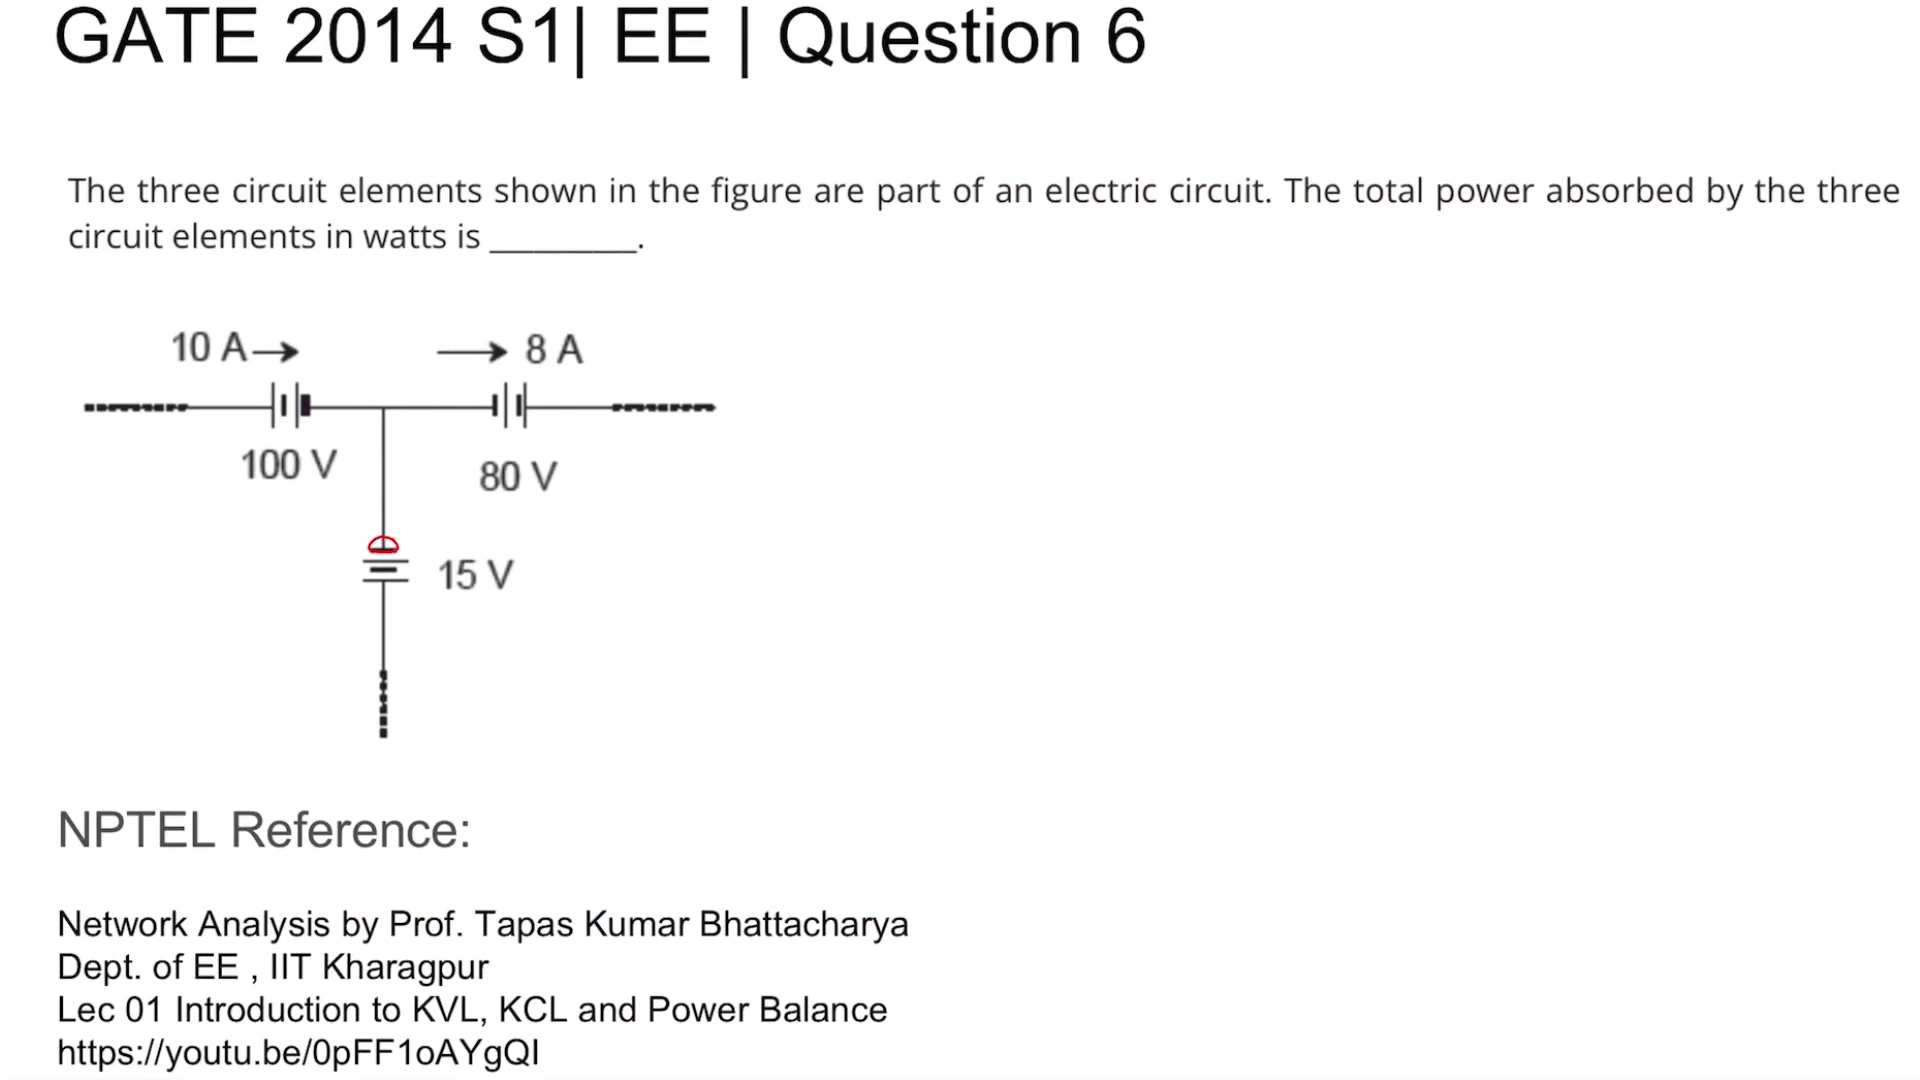 GATE 2014 S1| EE | Question 6
The three circuit elements shown in the figure are part of an electric circuit. The total power absorbed by the three
circuit elements in watts is ________.
10 A
8 A
100 V
80 V
15 V
NPTEL Reference:
Network Analysis by Prof. Tapas Kumar Bhattacharya
Dept. of EE , IIT Kharagpur
Lec 01 Introduction to KVL, KCL and Power Balance
https://youtu.be/0pFF1oAYgQI